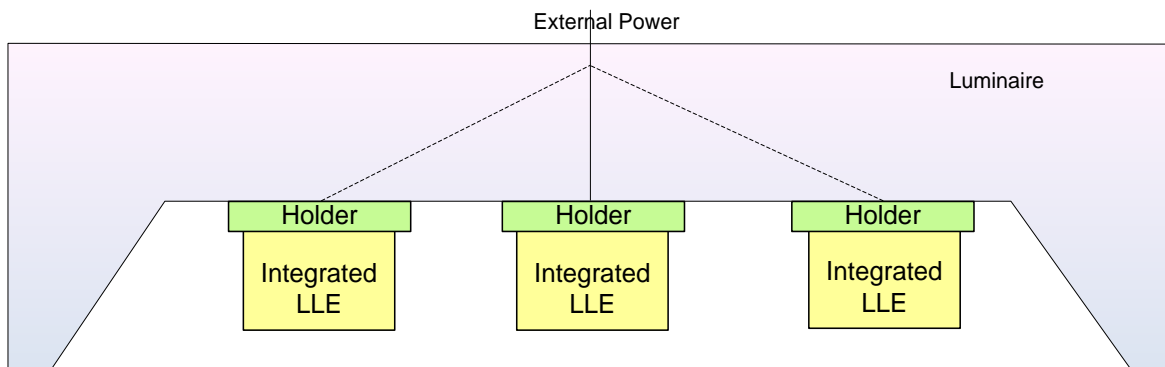 External Power
Luminaire
Holder
Holder
Holder
Integrated
LLE
Integrated
LLE
Integrated
LLE